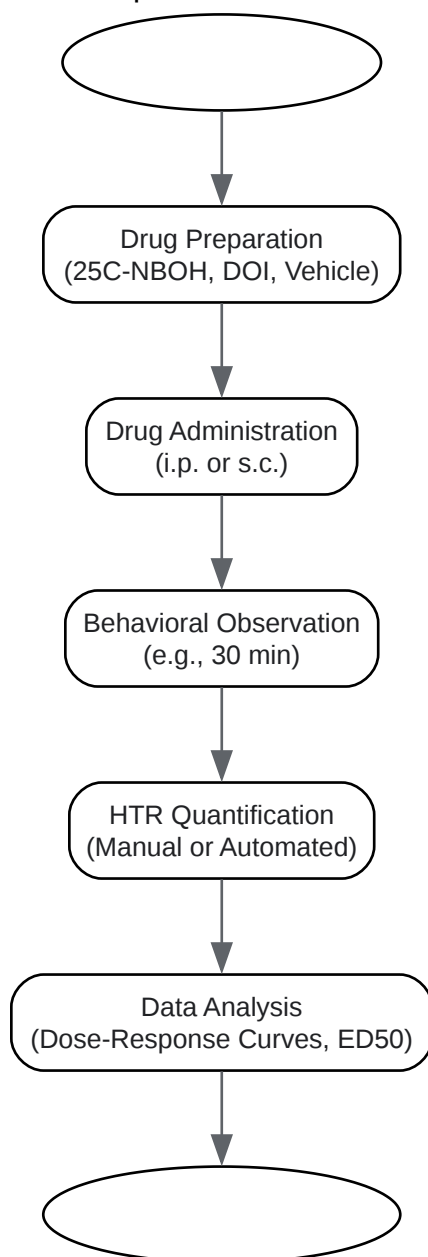 Drug Preparation
(25C-NBOH, DOI, Vehicle)
Drug Administration
(i.p. or s.c.)
Behavioral Observation
(e.g., 30 min)
HTR Quantification
(Manual or Automated)
Data Analysis
(Dose-Response Curves, ED50)